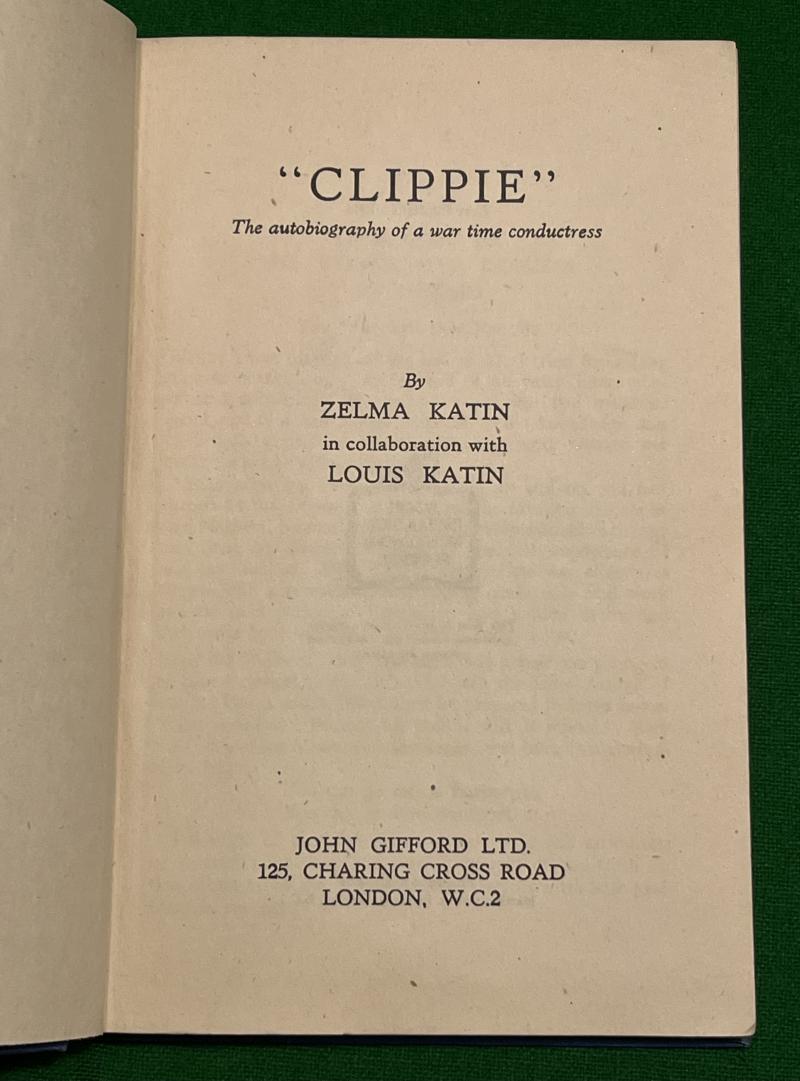 “CLIPPIE”
The autobiography of a war time conductress
By
ZELMA KATIN
in collaboration with
LOUIS KATIN
JOHN GIFFORD LTD.
125, CHARING CROSS ROAD
LONDON, W.C.2